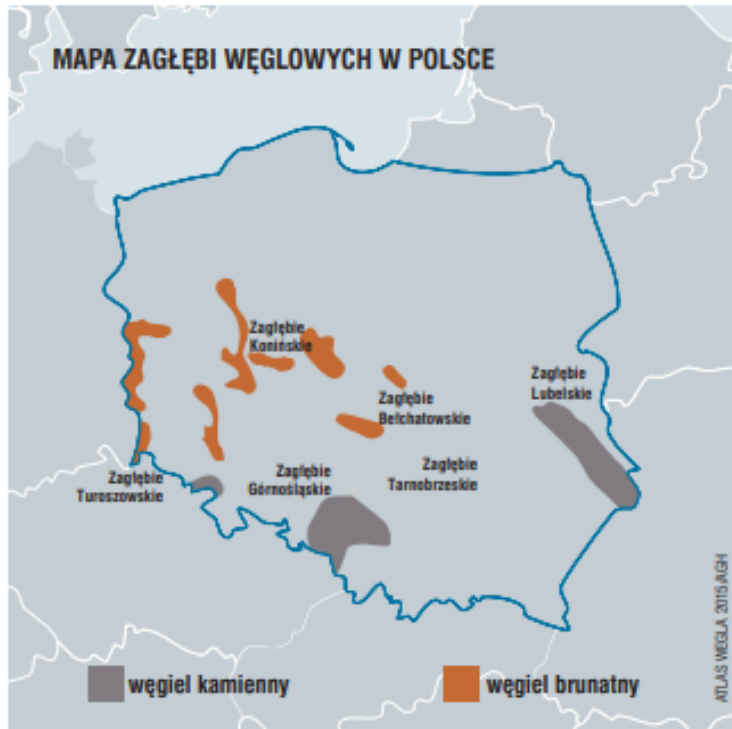 MAPA ZAGŁĘBI WĘGLOWYCH W POLSCE
Zagłębie
Konińskie
Zagłębie
Lubelskie
Zagłębie
Bełchatowskie
Zagłębie
Turoszowskie
Zagłębie
Górnośląskie
Zagłębie
Tarnobrzeskie
węgiel kamienny
węgiel brunatny
ATLAS WĘGLA 2015/AGH